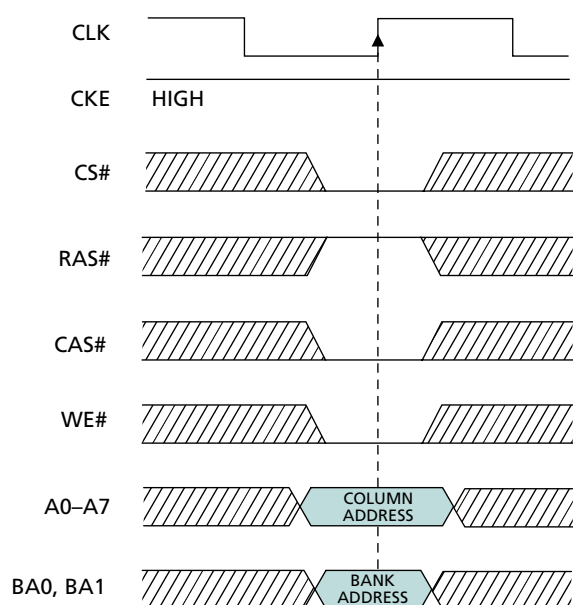 CLK
CKE HIGH
CS#
RAS#
CAS#
WE#
A0–A7
COLUMN
ADDRESS
BA0, BA1
BANK
ADDRESS